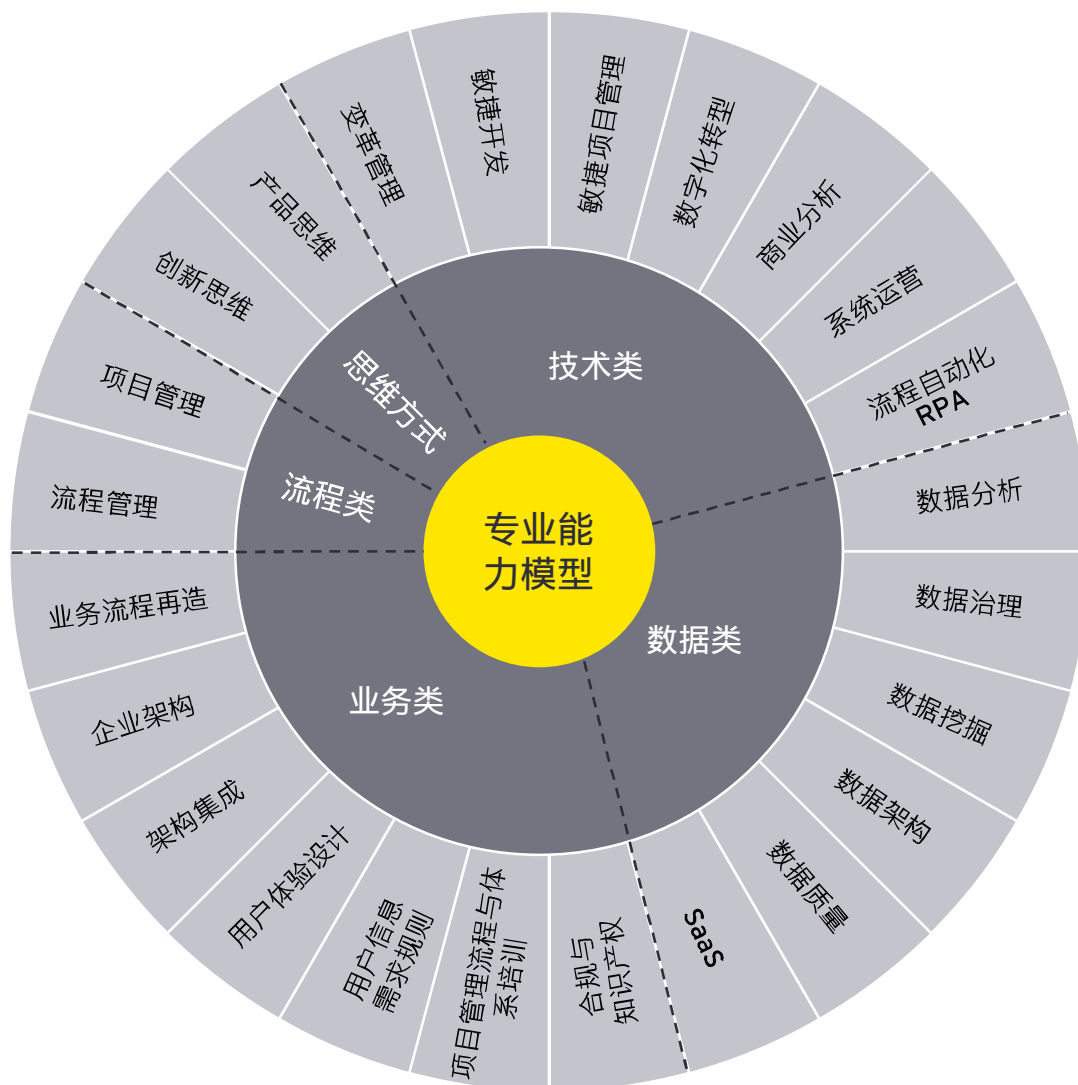 专业能
力模型
技术类
数据类
业务类
流程类
思维方式
变革管理
敏捷开发
敏捷项目管理
数字化转型
商业分析
系统运营
流程自动化
RPA
数据分析
数据治理
数据挖掘
数据架构
数据质量
SaaS
合规与
知识产权
项目管理流程与体
系培训
用户信息
需求规则
用户体验设计
架构集成
企业架构
业务流程再造
流程管理
项目管理
创新思维
产品思维